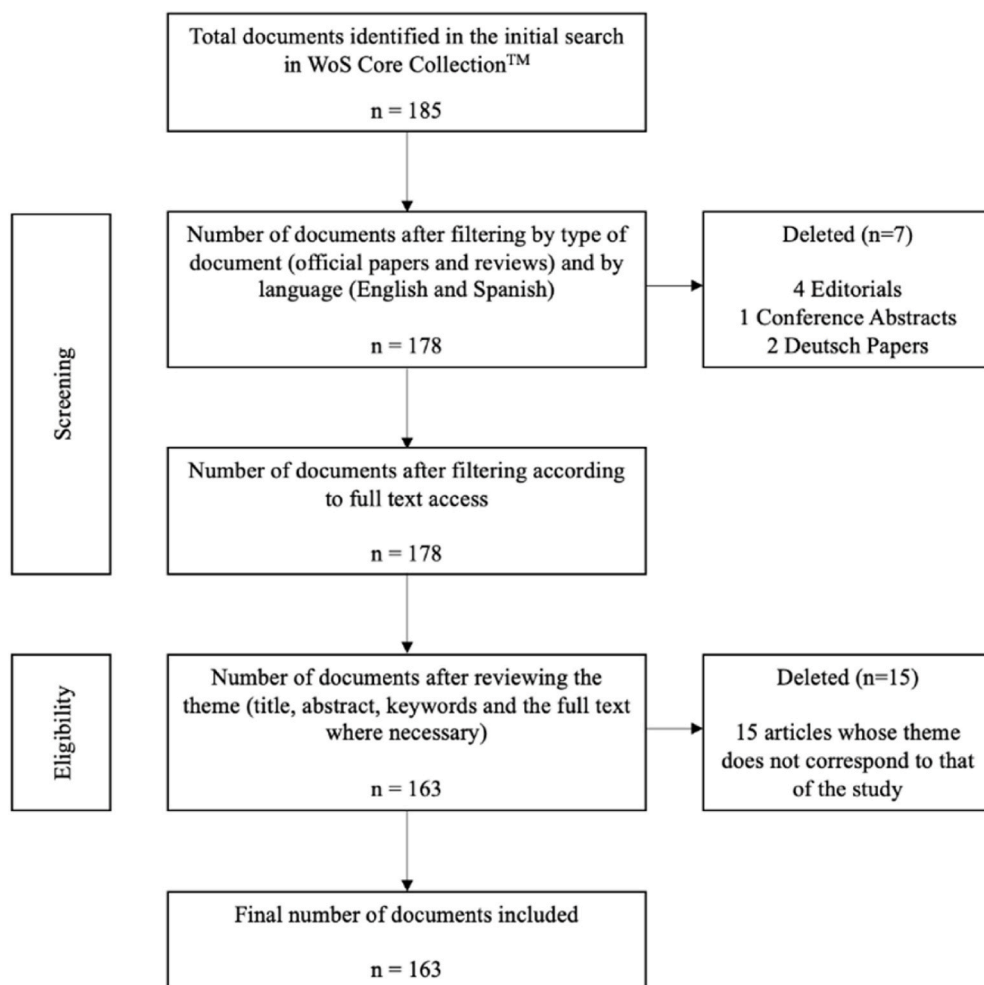 Total documents identified in the initial search
in WoS Core Collection™
n = 185
Screening
Number of documents after filtering by type of
document (official papers and reviews) and by
language (English and Spanish)
n = 178
Deleted (n=7)
4 Editorials
1 Conference Abstracts
2 Deutsch Papers
Number of documents after filtering according
to full text access
n = 178
Eligibility
Number of documents after reviewing the
theme (title, abstract, keywords and the full text
where necessary)
n = 163
Deleted (n=15)
15 articles whose theme
does not correspond to that
of the study
Final number of documents included
n = 163